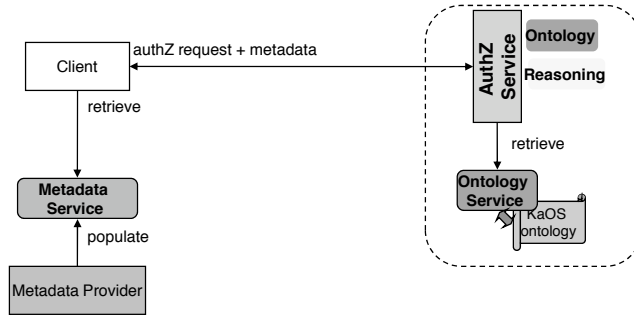 authZ request + metadata
Client
AuthZ
Service
Ontology
Reasoning
retrieve
retrieve
Metadata
Service
Ontology
Service
KaOS
ontology
populate
Metadata Provider